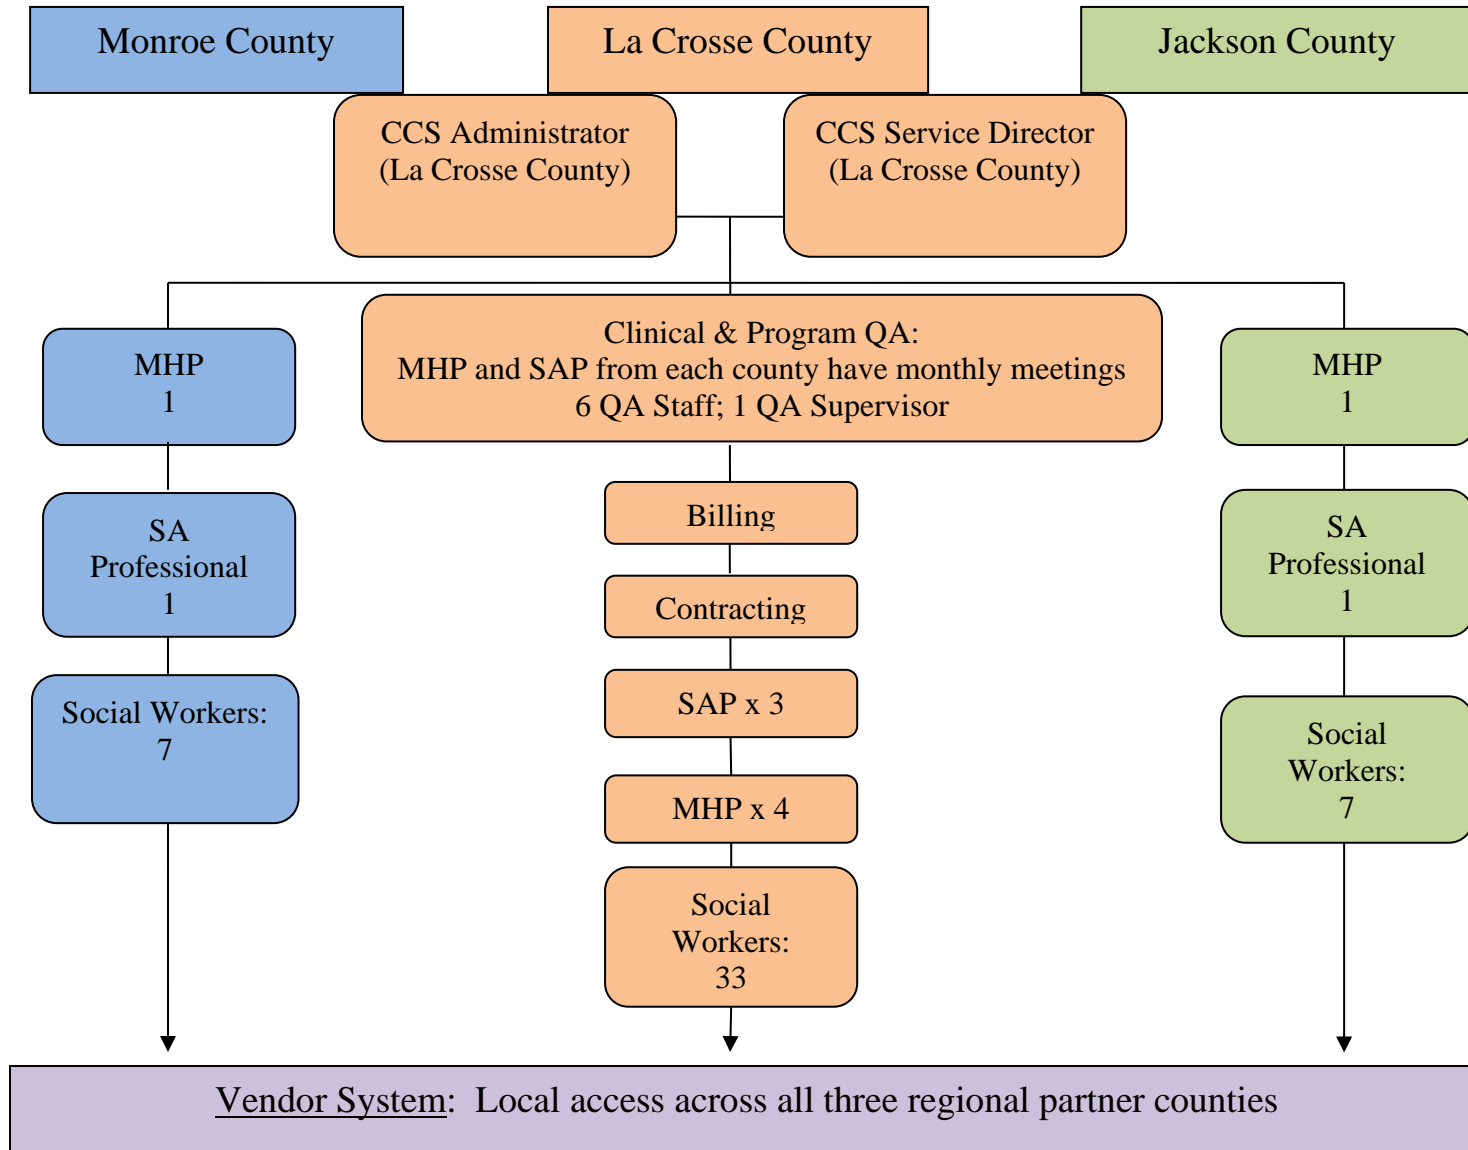 Monroe County
La Crosse County
Jackson County
CCS Administrator
(La Crosse County)
CCS Service Director
(La Crosse County)
Clinical & Program QA:
MHP and SAP from each county have monthly meetings
6 QA Staff; 1 QA Supervisor
MHP
1
SA
Professional
1
Social Workers:
7
Billing
Contracting
SAP x 3
MHP x 4
Social
Workers:
33
MHP
1
SA
Professional
1
Social
Workers:
7
Vendor System:  Local access across all three regional partner counties